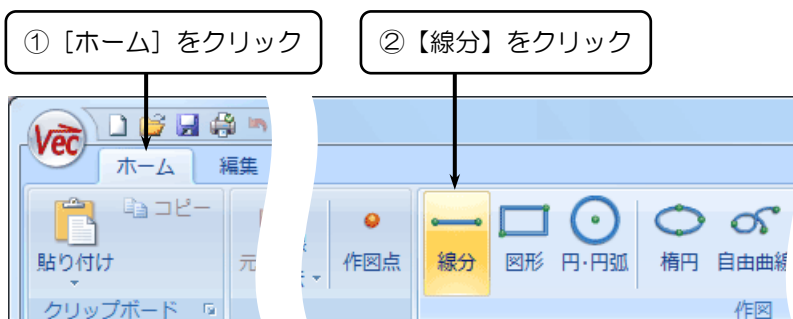 ① [ホーム] をクリック
②【線分】をクリック
Vec
ホーム
編集
コピー
貼り付け
元
作図点
線分
図形
円・円弧
楕円
自由曲線
クリップボード
作図